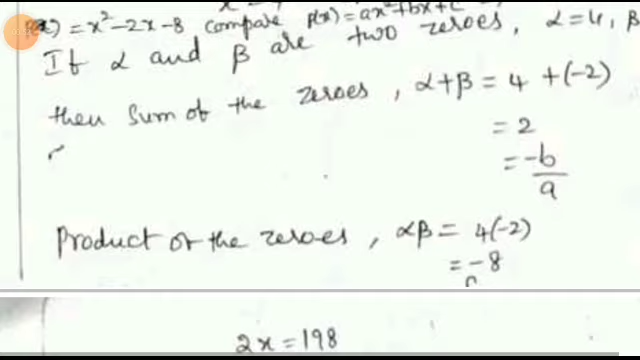 p(x) = x² - 2x - 8 compare p(x) = ax² + bx + c
If α and β are two zeroes, α = 4, β
then Sum of the zeroes, α + β = 4 + (-2)
= 2
= -b/a
Product of the zeroes, αβ = 4(-2)
= -8
2x = 198